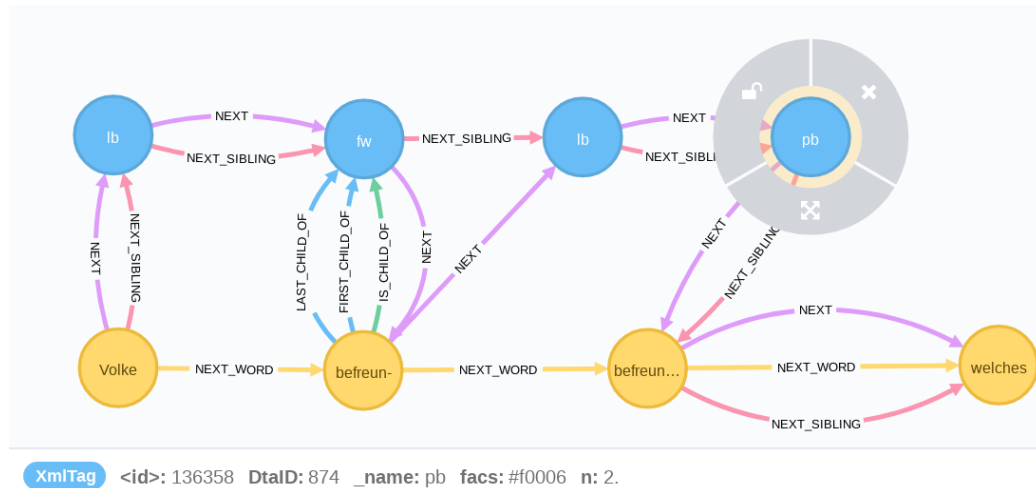 lb
NEXT
fw
NEXT_SIBLING
NEXT_SIBLING
lb
NEXT
NEXT_SIBLI
pb
NEXT
NEXT_SIBLING
LAST_CHILD_OF
FIRST_CHILD_OF
IS_CHILD_OF
NEXT
NEXT
NEXT
NEXT_SIBLING
NEXT
Volke
NEXT_WORD
befreun-
NEXT_WORD
befreun…
NEXT_WORD
welches
NEXT_SIBLING
XmlTag <id>: 136358 DtaID: 874 _name: pb facs: #f0006 n: 2.